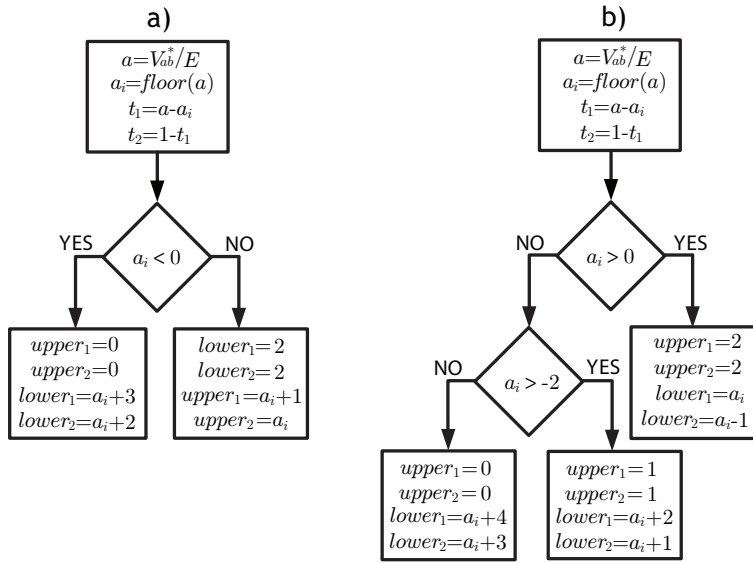 a)
a=V*ab/E
ai=floor(a)
t1=a-ai
t2=1-t1
YES
NO
ai < 0
upper1=0
upper2=0
lower1=ai+3
lower2=ai+2
lower1=2
lower2=2
upper1=ai+1
upper2=ai
b)
a=V*ab/E
ai=floor(a)
t1=a-ai
t2=1-t1
NO
YES
ai > 0
upper1=2
upper2=2
lower1=ai
lower2=ai-1
NO
YES
ai > -2
upper1=0
upper2=0
lower1=ai+4
lower2=ai+3
upper1=1
upper2=1
lower1=ai+2
lower2=ai+1